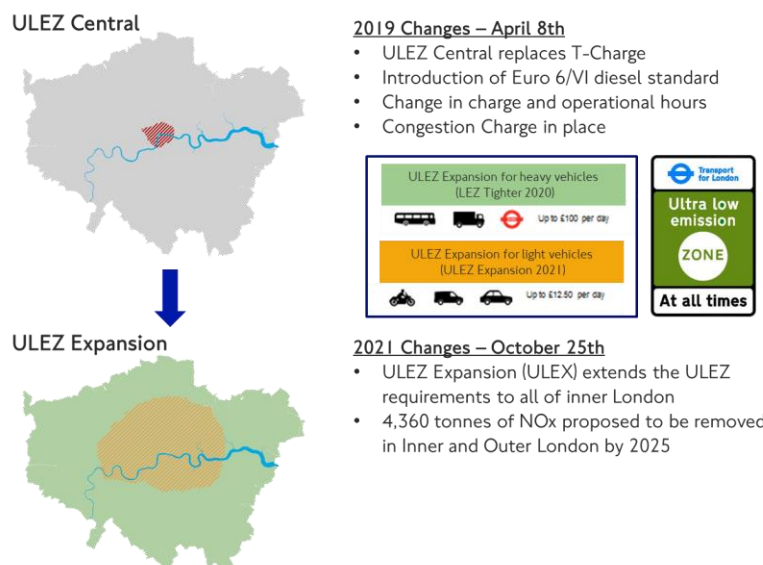 ULEZ Central
2019 Changes – April 8th
• ULEZ Central replaces T-Charge
• Introduction of Euro 6/VI diesel standard
• Change in charge and operational hours
• Congestion Charge in place
ULEZ Expansion for heavy vehicles
(LEZ Tighter 2020)
Up to £100 per day
ULEZ Expansion for light vehicles
(ULEZ Expansion 2021)
Up to £12.50 per day
Transport
for London
Ultra low
emission
ZONE
At all times
ULEZ Expansion
2021 Changes – October 25th
• ULEZ Expansion (ULEX) extends the ULEZ
requirements to all of inner London
• 4,360 tonnes of NOx proposed to be removed
in Inner and Outer London by 2025